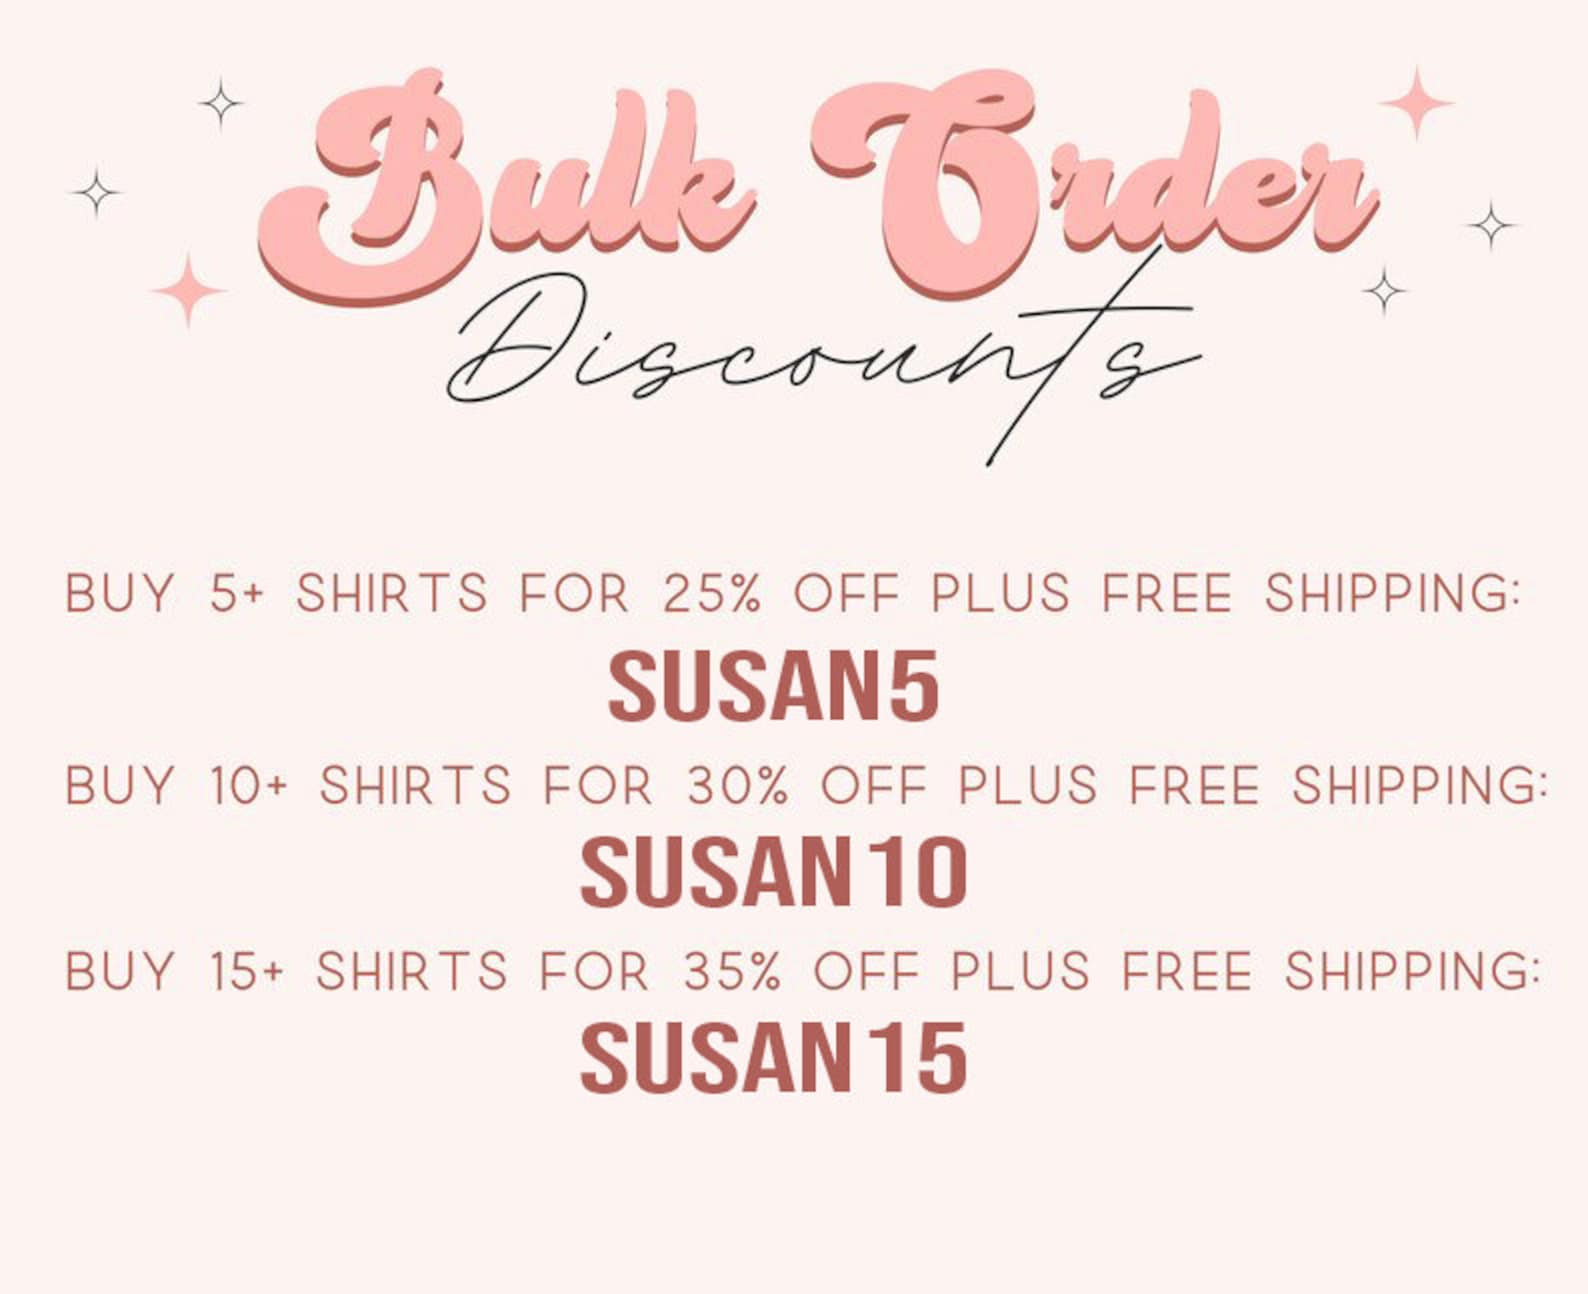 Bulk Order
Discounts
BUY 5+ SHIRTS FOR 25% OFF PLUS FREE SHIPPING:
SUSAN5
BUY 10+ SHIRTS FOR 30% OFF PLUS FREE SHIPPING:
SUSAN10
BUY 15+ SHIRTS FOR 35% OFF PLUS FREE SHIPPING:
SUSAN15